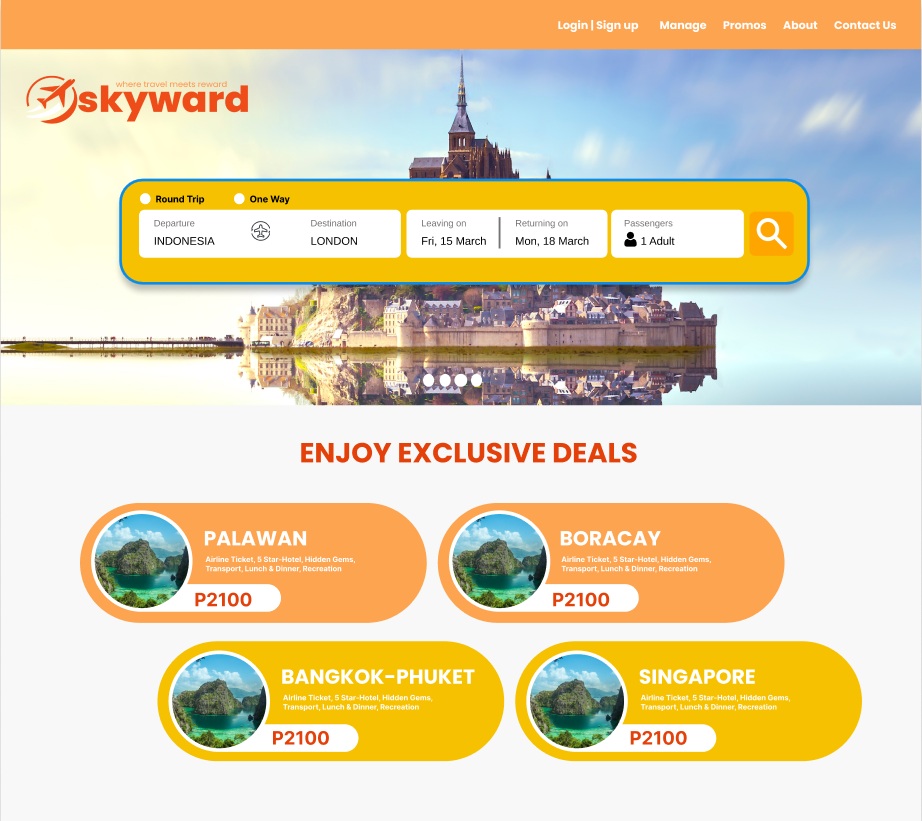 Login | Sign up Manage Promos About Contact Us
where travel meets reword
skyward
Round Trip One Way
Departure Destination Leaving on Returning on Passengers
INDONESIA LONDON Fri, 15 March Mon, 18 March 1 Adult
ENJOY EXCLUSIVE DEALS
PALAWAN
Airline Ticket, 5 Star-Hotel, Hidden Gems,
Transport, Lunch & Dinner, Recreation
P2100
BORACAY
Airline Ticket, 5 Star-Hotel, Hidden Gems,
Transport, Lunch & Dinner, Recreation
P2100
BANGKOK-PHUKET
Airline Ticket, 5 Star-Hotel, Hidden Gems,
Transport, Lunch & Dinner, Recreation
P2100
SINGAPORE
Airline Ticket, 5 Star-Hotel, Hidden Gems,
Transport, Lunch & Dinner, Recreation
P2100